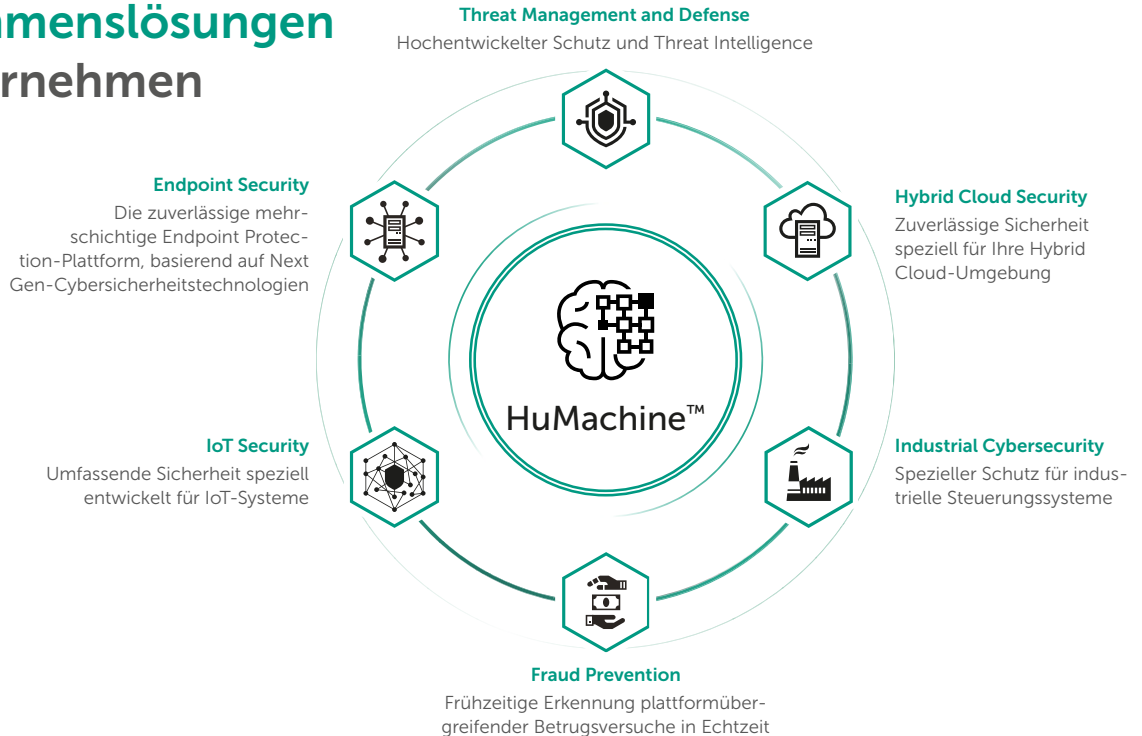 menslösungen
rnehmen
Threat Management and Defense
Hochentwickelter Schutz und Threat Intelligence
Endpoint Security
Die zuverlässige mehr-
schichtige Endpoint Protec-
tion-Plattform, basierend auf Next
Gen-Cybersicherheitstechnologien
Hybrid Cloud Security
Zuverlässige Sicherheit
speziell für Ihre Hybrid
Cloud-Umgebung
HuMachine™
IoT Security
Umfassende Sicherheit speziell
entwickelt für IoT-Systeme
Industrial Cybersecurity
Spezieller Schutz für indus-
trielle Steuerungssysteme
Fraud Prevention
Frühzeitige Erkennung plattformüber-
greifender Betrugsversuche in Echtzeit